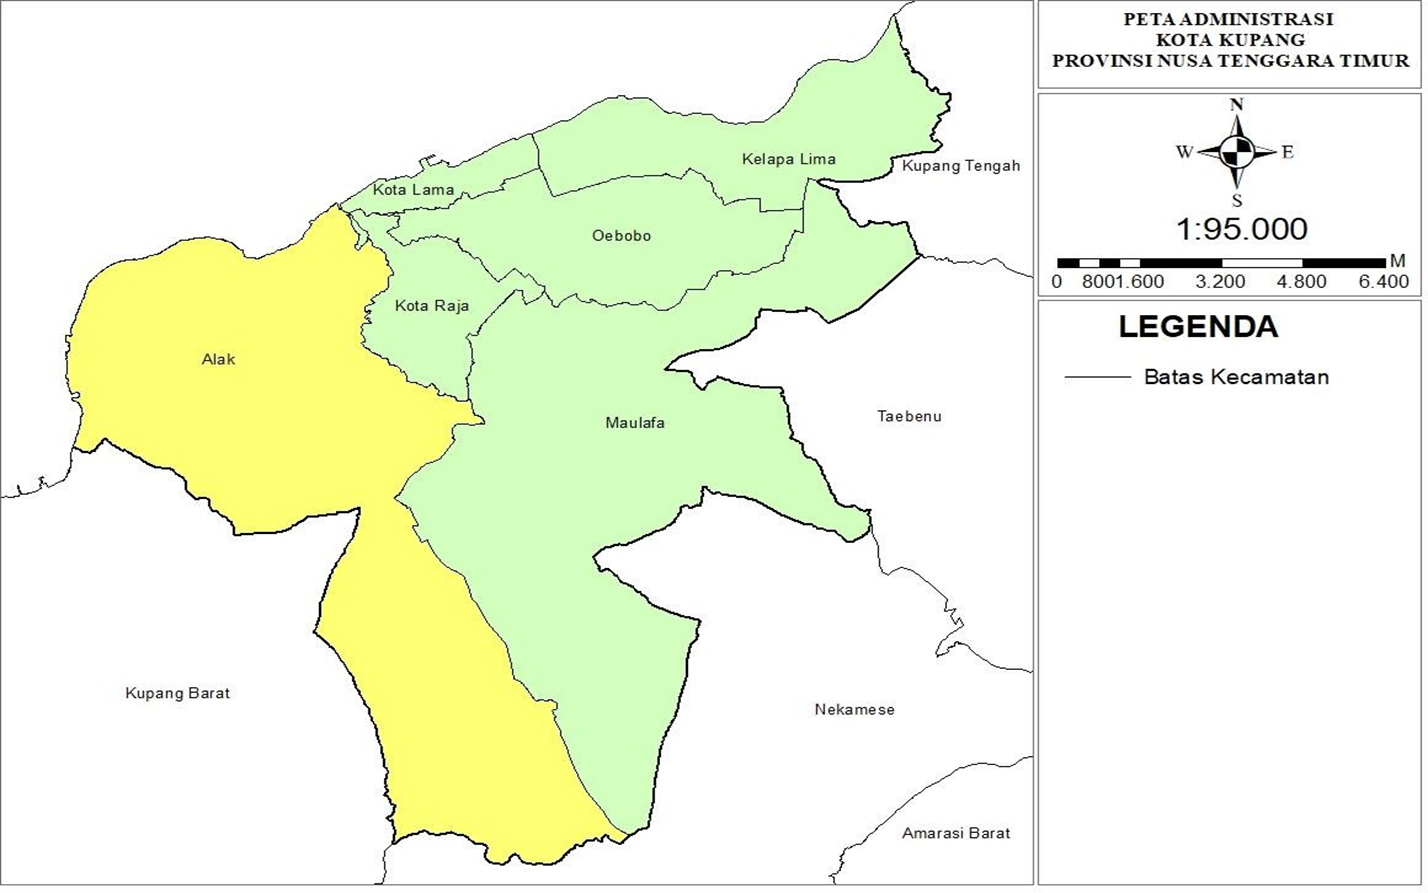 PETA ADMINISTRASI
KOTA KUPANG
PROVINSI NUSA TENGGARA TIMUR
N
W E
S
1:95.000
M
0 8001.600 3.200 4.800 6.400
LEGENDA
Batas Kecamatan
Kelapa Lima
Kupang Tengah
Kota Lama
Oebobo
Kota Raja
Alak
Maulafa
Taebenu
Kupang Barat
Nekamese
Amarasi Barat